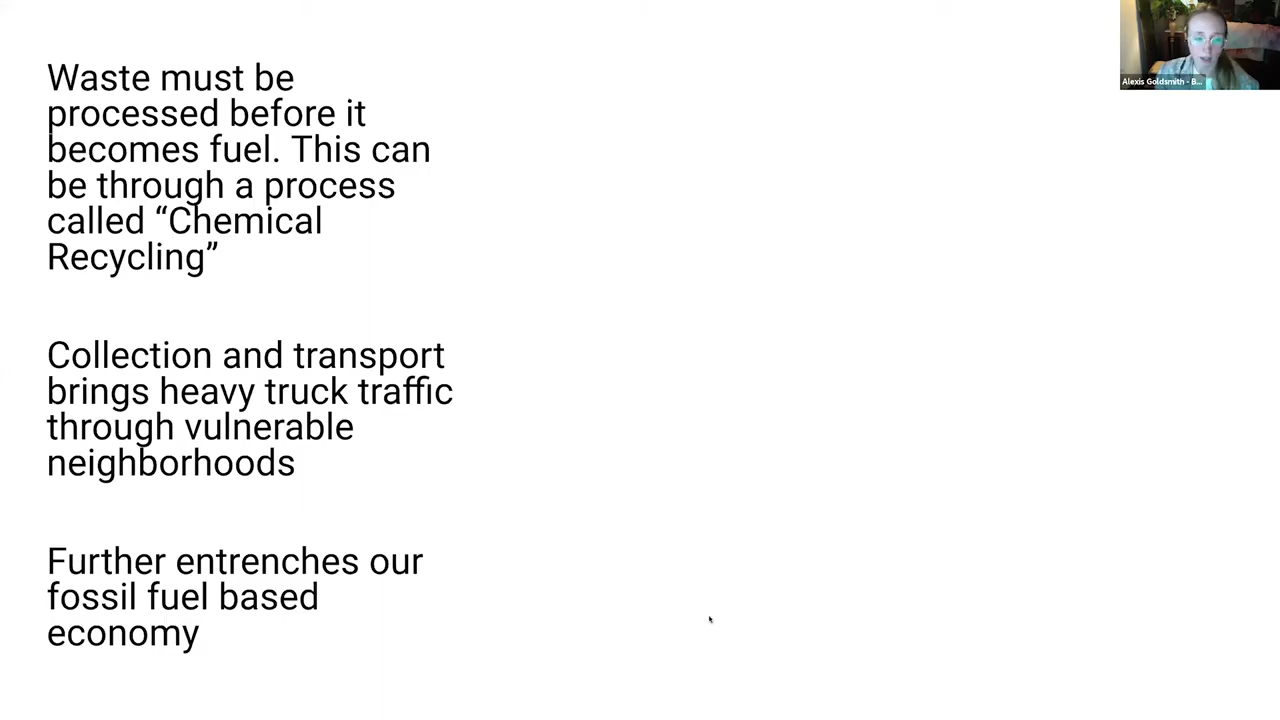 Waste must be
processed before it
becomes fuel. This can
be through a process
called “Chemical
Recycling”
Collection and transport
brings heavy truck traffic
through vulnerable
neighborhoods
Further entrenches our
fossil fuel based
economy
Alexis Goldsmith - B...